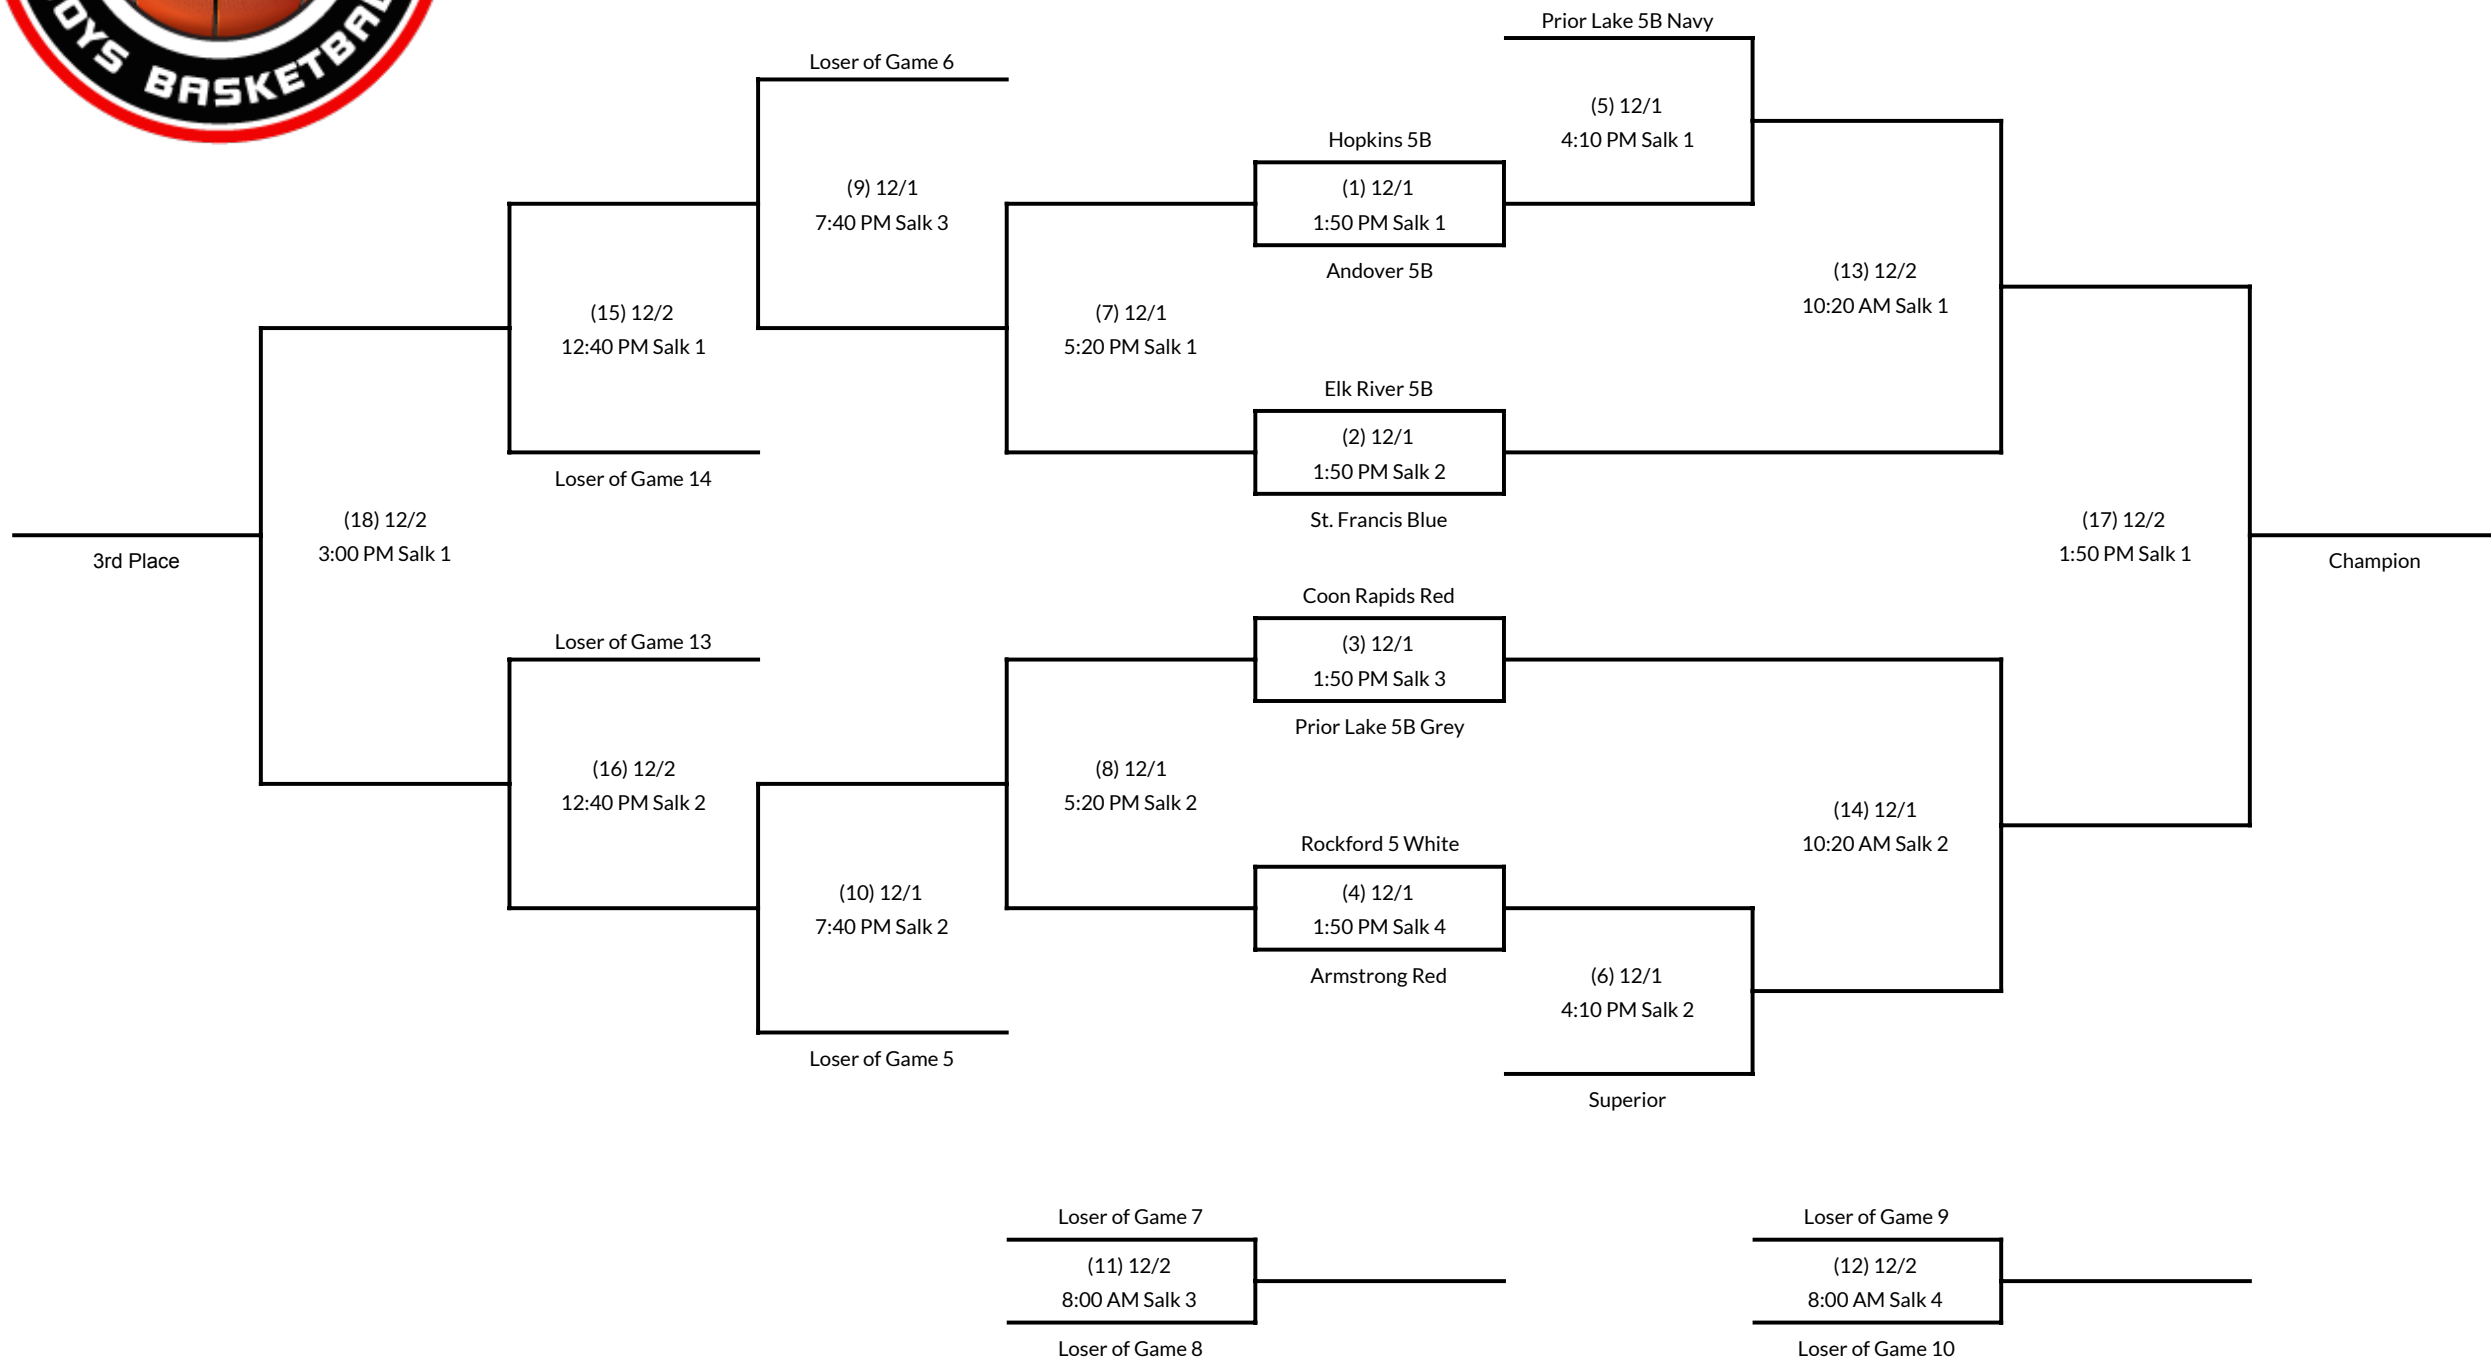 BOYS BASKETBALL
Prior Lake 5B Navy
Loser of Game 6
(5) 12/1
4:10 PM Salk 1
Hopkins 5B
(9) 12/1
7:40 PM Salk 3
(1) 12/1
1:50 PM Salk 1
Andover 5B
(13) 12/2
10:20 AM Salk 1
(15) 12/2
12:40 PM Salk 1
(7) 12/1
5:20 PM Salk 1
Elk River 5B
(2) 12/1
1:50 PM Salk 2
Loser of Game 14
St. Francis Blue
(18) 12/2
3:00 PM Salk 1
(17) 12/2
1:50 PM Salk 1
3rd Place
Champion
Coon Rapids Red
Loser of Game 13
(3) 12/1
1:50 PM Salk 3
Prior Lake 5B Grey
(16) 12/2
12:40 PM Salk 2
(8) 12/1
5:20 PM Salk 2
(14) 12/1
10:20 AM Salk 2
Rockford 5 White
(10) 12/1
7:40 PM Salk 2
(4) 12/1
1:50 PM Salk 4
Armstrong Red
(6) 12/1
4:10 PM Salk 2
Loser of Game 5
Superior
Loser of Game 7
(11) 12/2
8:00 AM Salk 3
Loser of Game 8
Loser of Game 9
(12) 12/2
8:00 AM Salk 4
Loser of Game 10